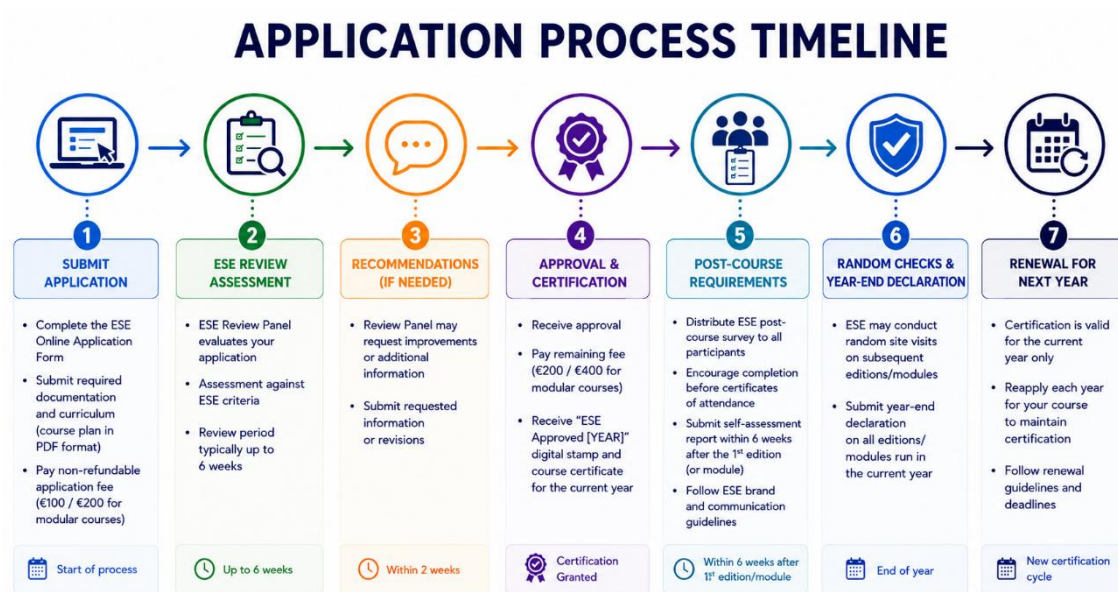 APPLICATION PROCESS TIMELINE
1
SUBMIT
APPLICATION
• Complete the ESE
Online Application
Form
• Submit required
documentation
and curriculum
(course plan in
PDF format)
• Pay non-refundable
application fee
(€100 / €200 for
modular courses)
Start of process
2
ESE REVIEW
ASSESSMENT
• ESE Review Panel
evaluates your
application
• Assessment against
ESE criteria
• Review period
typically up to
6 weeks
Up to 6 weeks
3
RECOMMENDATIONS
(IF NEEDED)
• Review Panel may
request improvements
or additional
information
• Submit requested
information
or revisions
Within 2 weeks
4
APPROVAL &
CERTIFICATION
• Receive approval
• Pay remaining fee
(€200 / €400 for
modular courses)
• Receive “ESE
Approved [YEAR]”
digital stamp and
course certificate
for the current year
Certification
Granted
5
POST-COURSE
REQUIREMENTS
• Distribute ESE post-
course survey to all
participants
• Encourage completion
before certificates
of attendance
• Submit self-assessment
report within 6 weeks
after the 1st edition
(or module)
• Follow ESE brand
and communication
guidelines
Within 6 weeks after
11st edition/module
6
RANDOM CHECKS &
YEAR-END DECLARATION
• ESE may conduct
random site visits
on subsequent
editions/modules
• Submit year-end
declaration
on all editions/
modules run in
the current year
End of year
7
RENEWAL FOR
NEXT YEAR
• Certification is valid
for the current
year only
• Reapply each year
for your course
to maintain
certification
• Follow renewal
guidelines and
deadlines
New certification
cycle